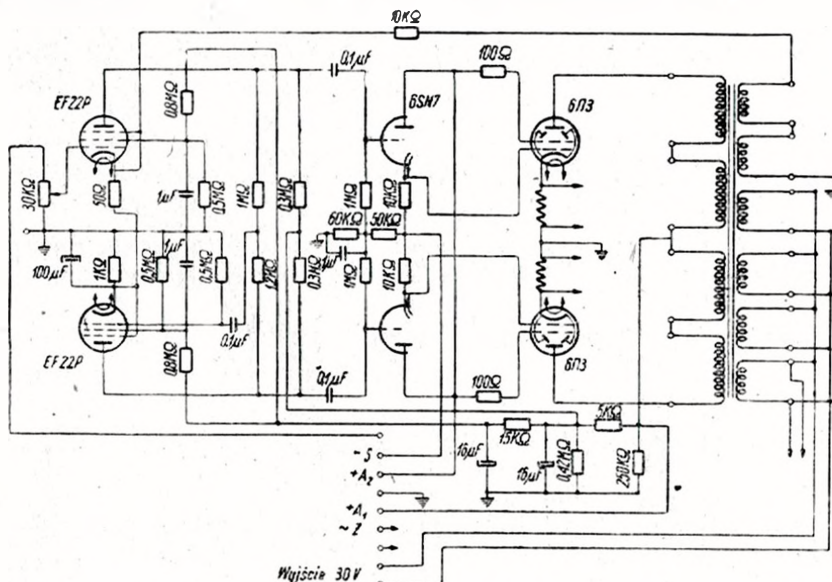 10KΩ
0,1µF
100Ω
EF22P
0,8MΩ
6SN7
6П3
30KΩ
50Ω
1µF
0,5MΩ
1MΩ
0,3MΩ
1MΩ
10KΩ
60KΩ
50KΩ
100µF
1KΩ
0,5MΩ
1µF
0,5MΩ
0,3MΩ
1µF
1MΩ
10KΩ
EF22P
0,1µF
0,8MΩ
0,1µF
6П3
100Ω
5KΩ
15KΩ
- S
16µF
16µF
0,42MΩ
250KΩ
+A₂
+A₁
~ Ż
Wyjście 30V